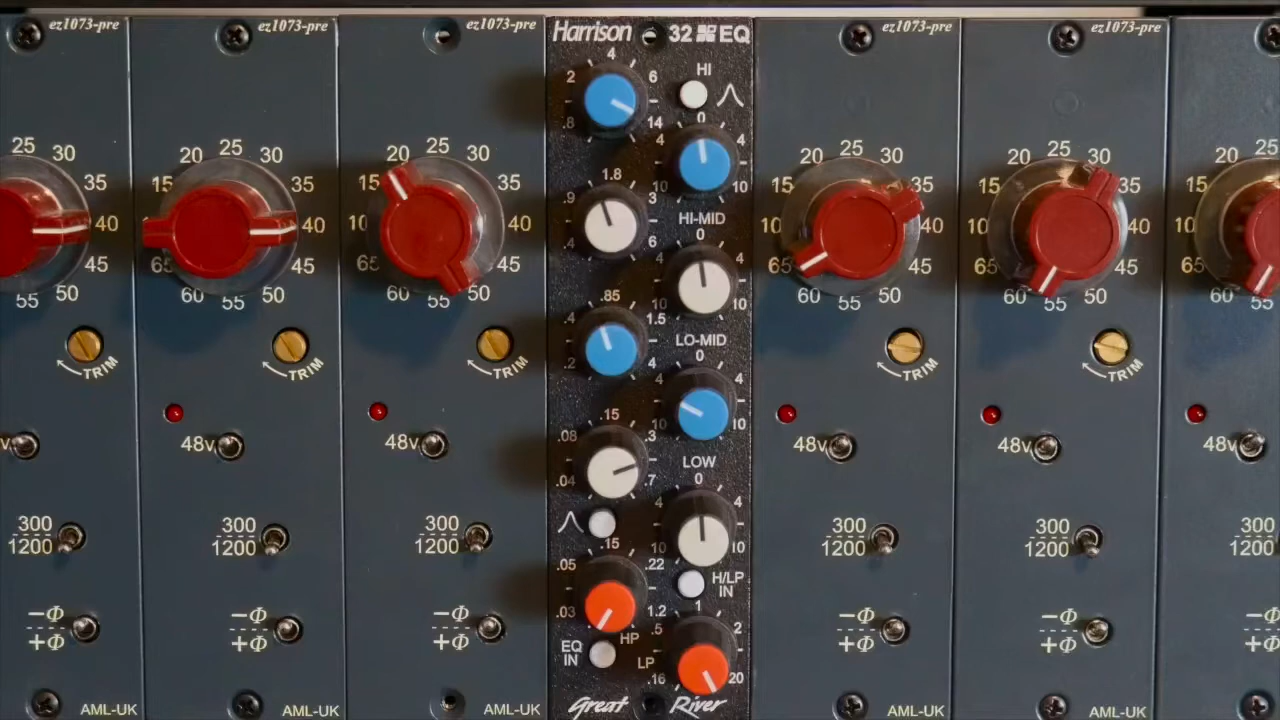 ez1073-pre
25
30
35
40
45
50
55
TRIM
v
300
1200
-Φ
+Φ
AML-UK
ez1073-pre
15
20
25
30
35
40
45
50
55
60
65
TRIM
48v
300
1200
-Φ
+Φ
AML-UK
ez1073-pre
10
15
20
25
30
35
40
45
50
60
65
TRIM
48v
300
1200
-Φ
+Φ
AML-UK
Harrison 32 EQ
.8
2
4
6
14
HI
0
4
4
10
10
.4
.9
1.8
3
6
HI-MID
0
4
4
10
10
.2
.4
.85
1.5
4
LO-MID
0
4
4
10
10
.04
.08
.15
.3
.7
LOW
0
4
4
10
10
.03
.05
.15
.22
1.2
HP
H/LP
IN
EQ
IN
LP
.16
.5
1
2
20
Great River
ez1073-pre
10
15
20
25
30
35
40
45
50
55
60
65
TRIM
48v
300
1200
-Φ
+Φ
AML-UK
ez1073-pre
10
15
20
25
30
35
40
45
50
55
60
65
TRIM
48v
300
1200
-Φ
+Φ
AML-UK
10
15
20
25
60
65
48v
300
1200
-Φ
+Φ